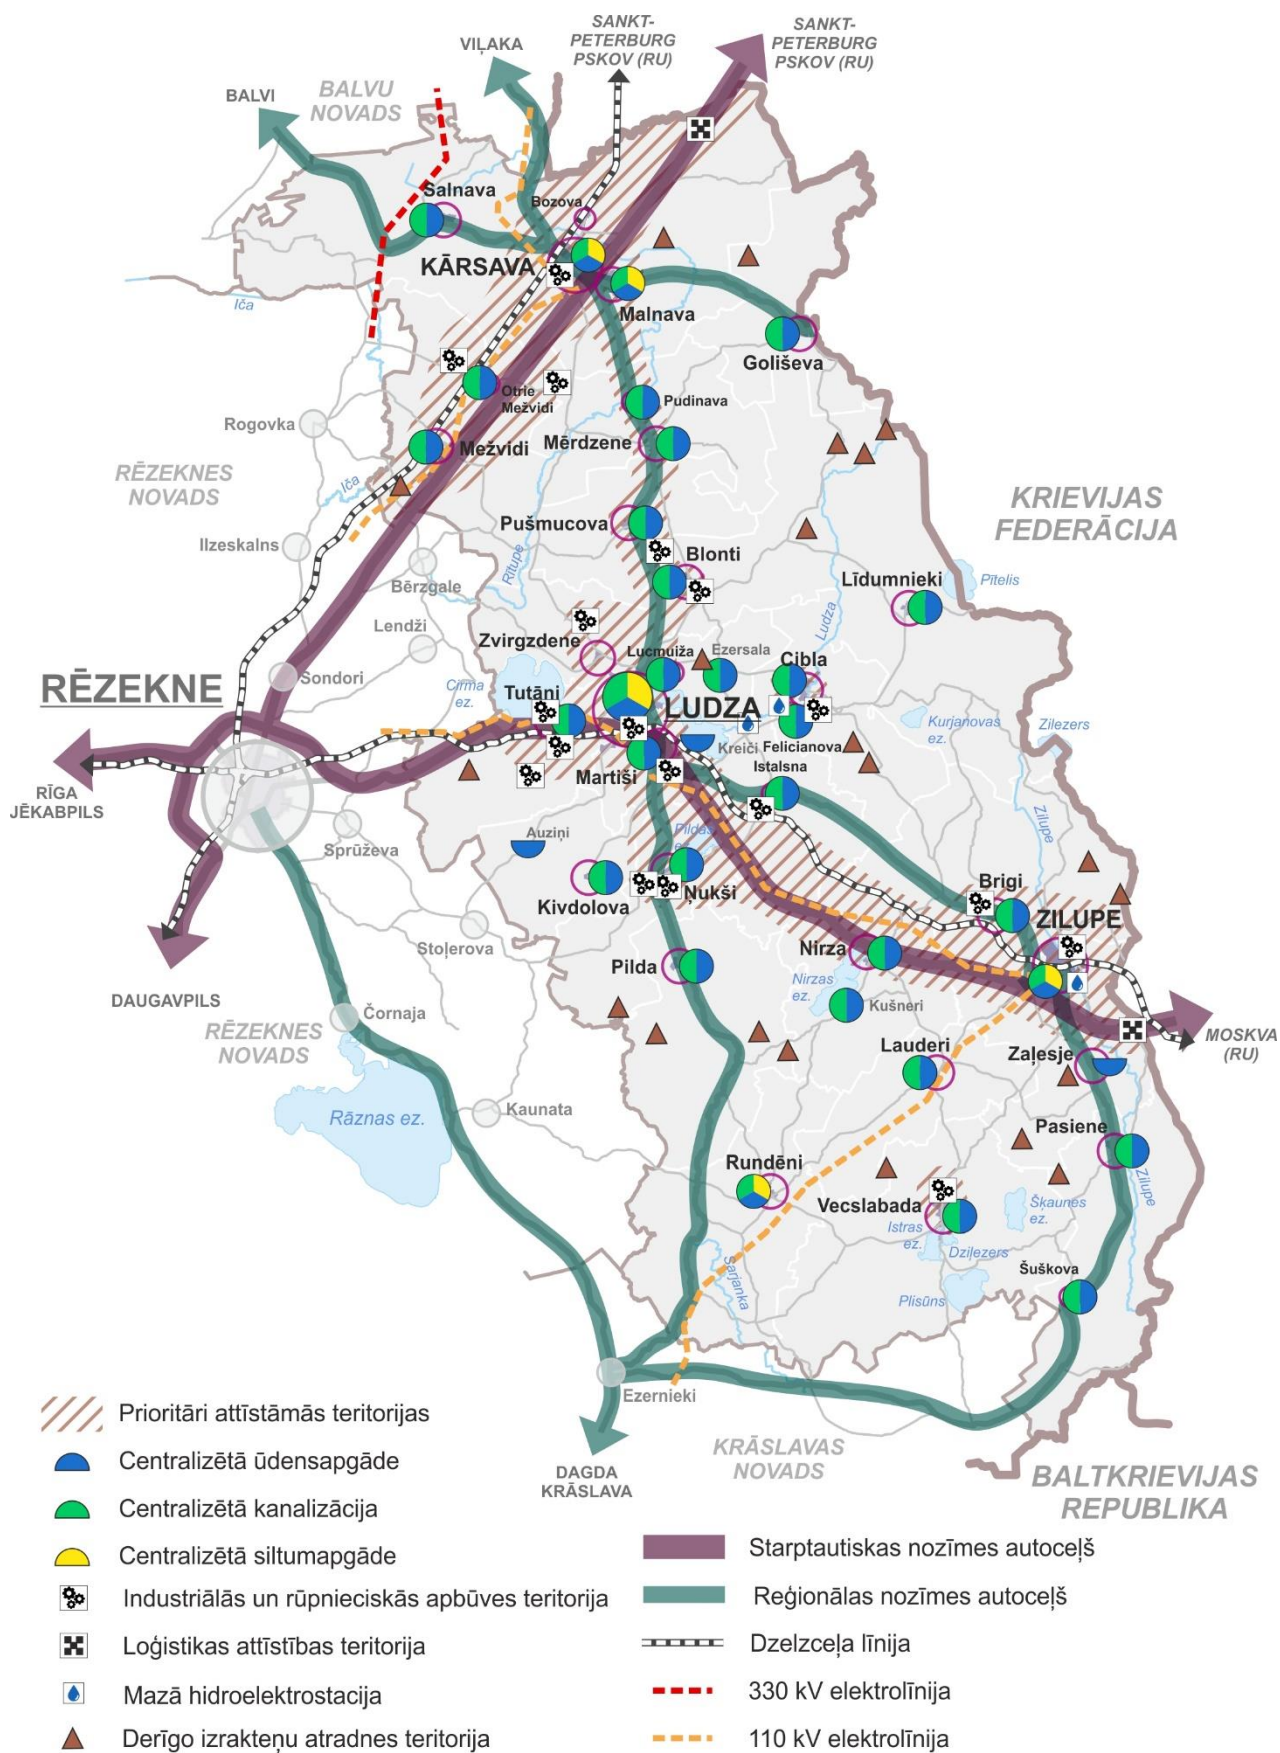 SANKT-
PETERBURG
PSKOV (RU)
SANKT-
PETERBURG
PSKOV (RU)
VIĻAKA
BALVI
BALVU
NOVADS
Salnava
Bozova
KĀRSAVA
Malnava
Iča
Goliševa
Otrie
Mežvidi
Pudinava
Rogovka
Mežvidi
Mērdzene
RĒZEKNES
NOVADS
Iča
KRIEVIJAS
FEDERĀCIJA
Pušmucova
Ilzeskalns
Blonti
Rītupe
Bērzgale
Līdumnieki
Pītelis
Ludza
Lendži
Zvirgzdene
Lucmuiža
Ezersala
Cibla
Sondori
RĒZEKNE
Cirma
ez.
Tutāni
LUDZA
Kurjanovas
ez.
Zilezers
Kreiči
Felicianova
Martiši
Istalsna
RĪGA
JĒKABPILS
Auziņi
Pildas
ez.
Zilupe
Sprūževa
Kivdolova
Ņukši
Brigi
ZILUPE
Stoļerova
Pilda
Nirza
Nirzas
ez.
Kušneri
DAUGAVPILS
RĒZEKNES
NOVADS
Čornaja
MOSKVA
(RU)
Lauderi
Zaļesje
Rāznas ez.
Kaunata
Pasiene
Rundēni
Vecslabada
Istras
ez.
Šķaunes
ez.
Zilupe
Dziļezers
Sarjanka
Šuškova
Plisūns
Ezernieki
DAGDA
KRĀSLAVA
KRĀSLAVAS
NOVADS
BALTKRIEVIJAS
REPUBLIKA
Prioritāri attīstāmās teritorijas
Centralizētā ūdensapgāde
Centralizētā kanalizācija
Centralizētā siltumapgāde
Industriālās un rūpnieciskās apbūves teritorija
Loģistikas attīstības teritorija
Mazā hidroelektrostacija
Derīgo izrakteņu atradnes teritorija
Starptautiskas nozīmes autoceļš
Reģionālas nozīmes autoceļš
Dzelzceļa līnija
330 kV elektrolīnija
110 kV elektrolīnija